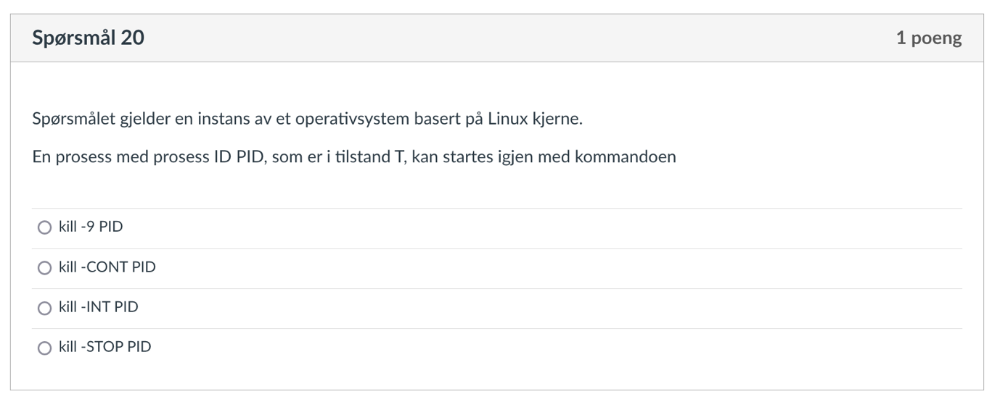 Spørsmål 20
1 poeng
Spørsmålet gjelder en instans av et operativsystem basert på Linux kjerne.
En prosess med prosess ID PID, som er i tilstand T, kan startes igjen med kommandoen
kill -9 PID
kill -CONT PID
kill -INT PID
kill -STOP PID